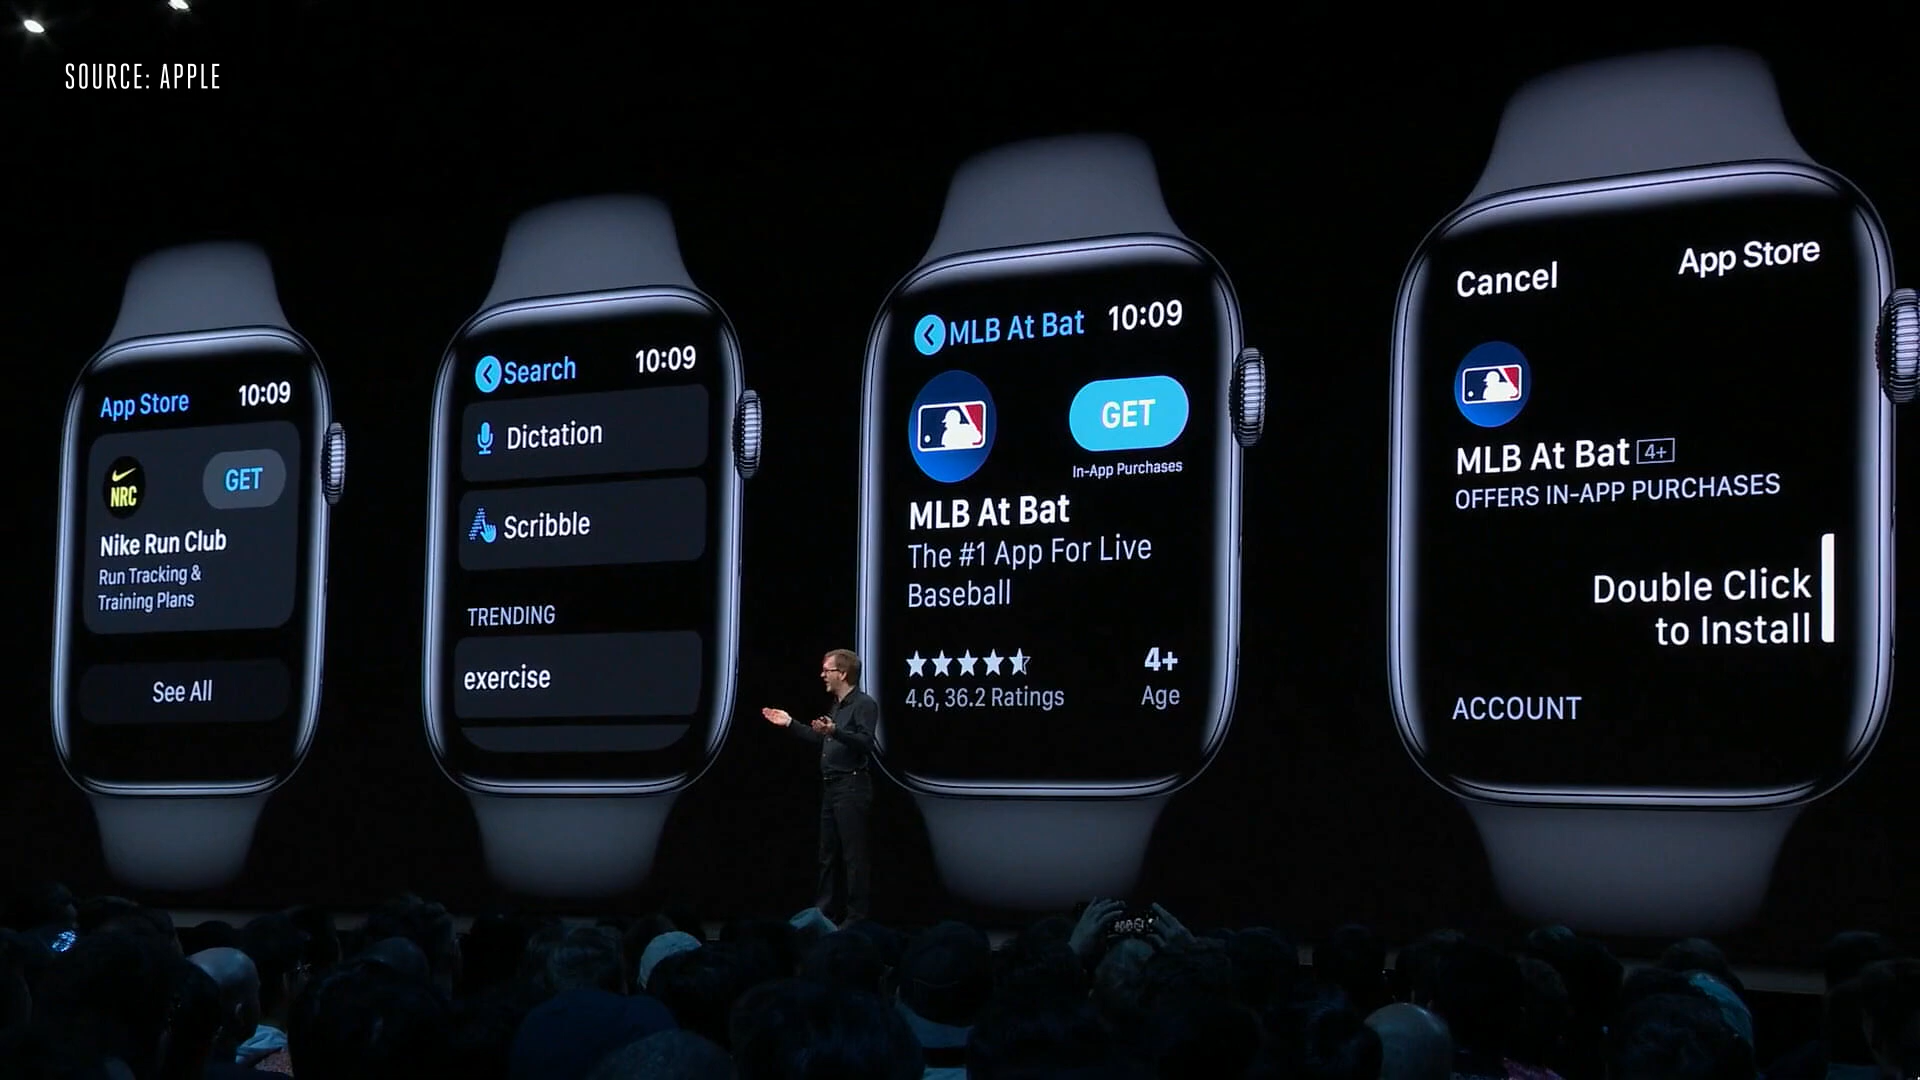 SOURCE: APPLE
App Store 10:09
NRC
GET
Nike Run Club
Run Tracking &
Training Plans
See All
Search 10:09
Dictation
Scribble
TRENDING
exercise
MLB At Bat 10:09
GET
In-App Purchases
MLB At Bat
The #1 App For Live
Baseball
4.6, 36.2 Ratings
4+
Age
Cancel App Store
MLB At Bat 4+
OFFERS IN-APP PURCHASES
Double Click
to Install
ACCOUNT